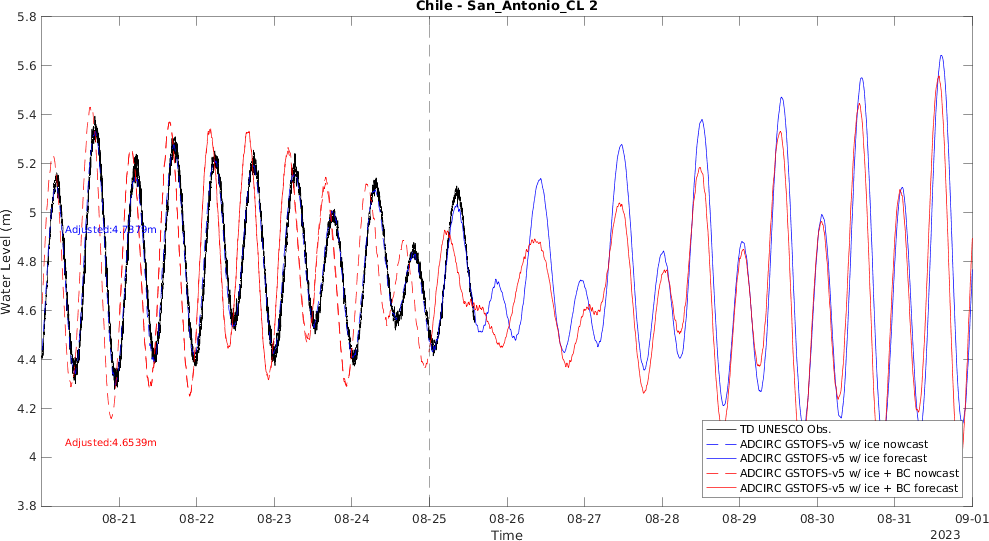 Chile - San_Antonio_CL 2
5.8
5.6
5.4
5.2
5
4.8
4.6
4.4
4.2
4
3.8
Water Level (m)
Adjusted:4.7379m
Adjusted:4.6539m
TD UNESCO Obs.
ADCIRC GSTOFS-v5 w/ ice nowcast
ADCIRC GSTOFS-v5 w/ ice forecast
ADCIRC GSTOFS-v5 w/ ice + BC nowcast
ADCIRC GSTOFS-v5 w/ ice + BC forecast
08-21 08-22 08-23 08-24 08-25 08-26 08-27 08-28 08-29 08-30 08-31 09-01
Time
2023